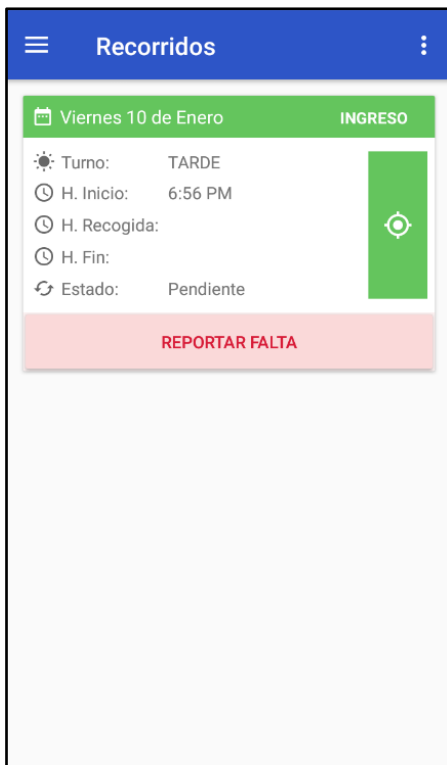 Recorridos
Viernes 10 de Enero INGRESO
Turno: TARDE
H. Inicio: 6:56 PM
H. Recogida:
H. Fin:
Estado: Pendiente
REPORTAR FALTA